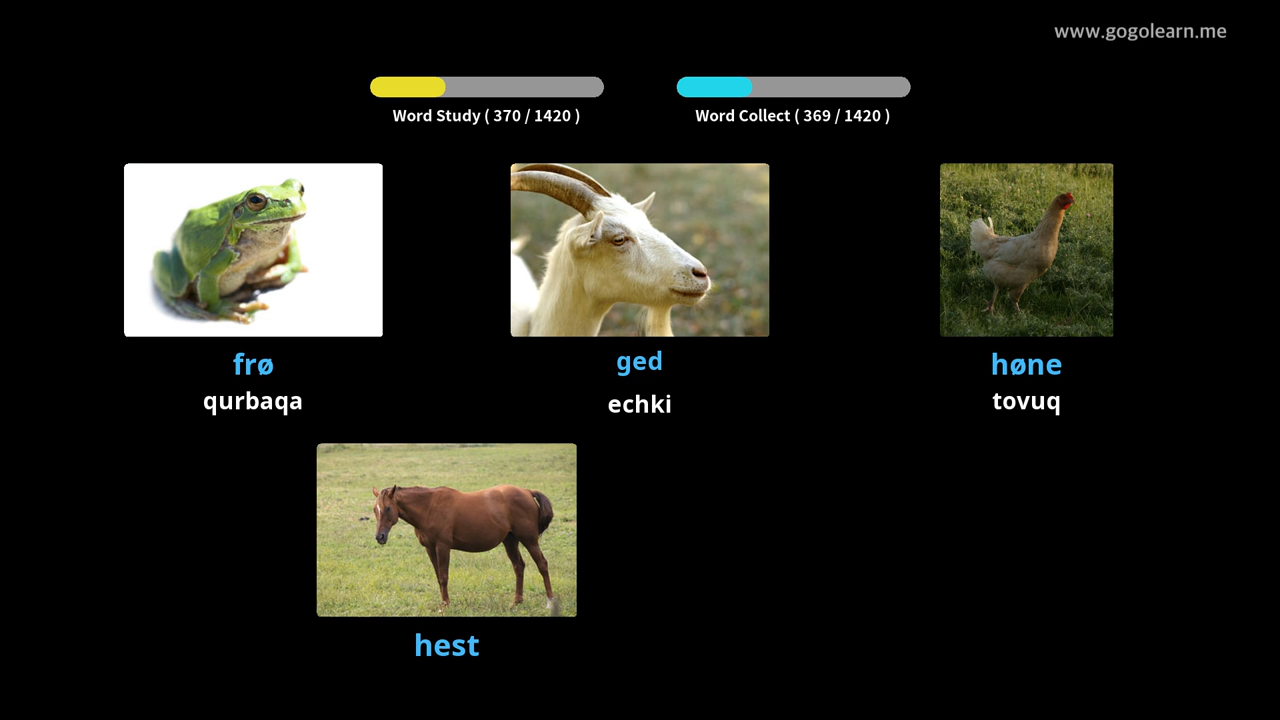 www.gogolearn.me
Word Study ( 370 / 1420 )
Word Collect ( 369 / 1420 )
frø
qurbaqa
ged
echki
høne
tovuq
hest